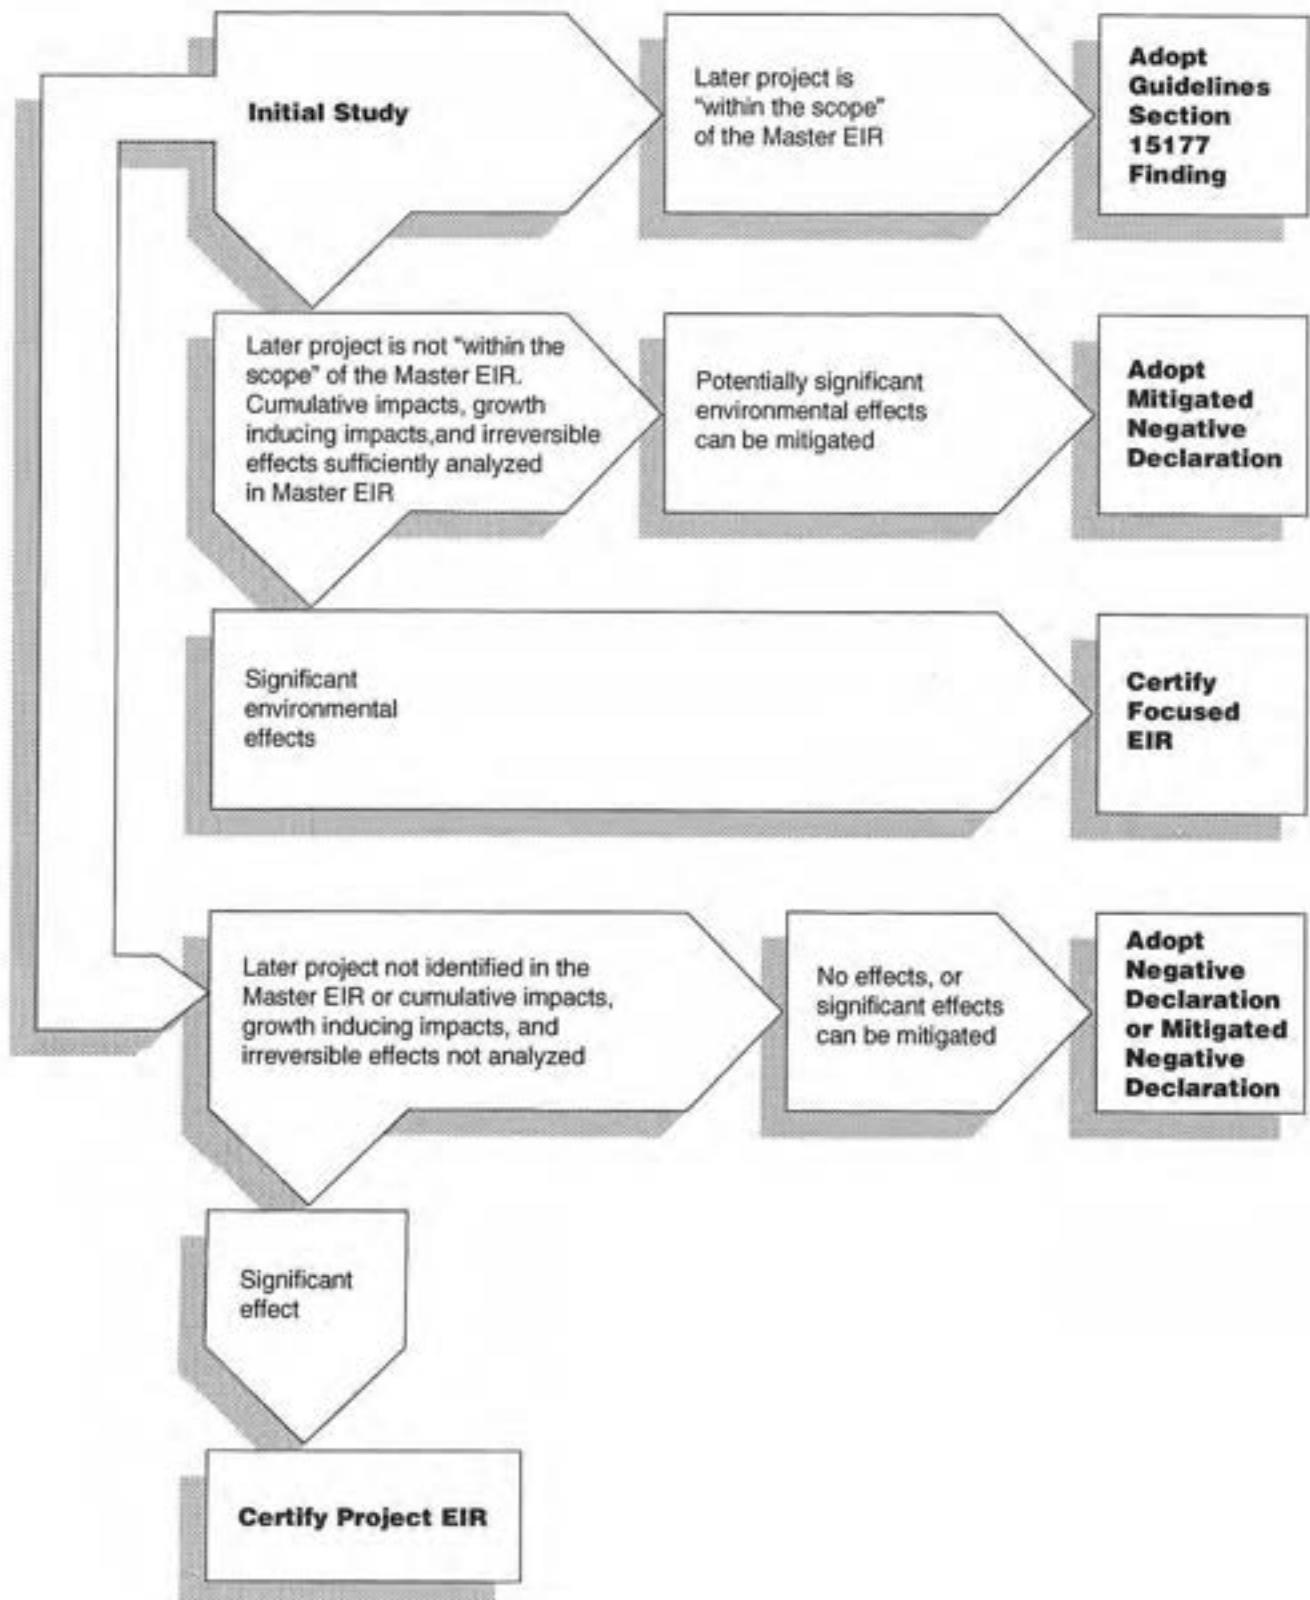 Initial Study
Later project is
"within the scope"
of the Master EIR
Adopt
Guidelines
Section
15177
Finding
Later project is not "within the
scope" of the Master EIR.
Cumulative impacts, growth
inducing impacts,and irreversible
effects sufficiently analyzed
in Master EIR
Potentially significant
environmental effects
can be mitigated
Adopt
Mitigated
Negative
Declaration
Significant
environmental
effects
Certify
Focused
EIR
Later project not identified in the
Master EIR or cumulative impacts,
growth inducing impacts, and
irreversible effects not analyzed
No effects, or
significant effects
can be mitigated
Adopt
Negative
Declaration
or Mitigated
Negative
Declaration
Significant
effect
Certify Project EIR